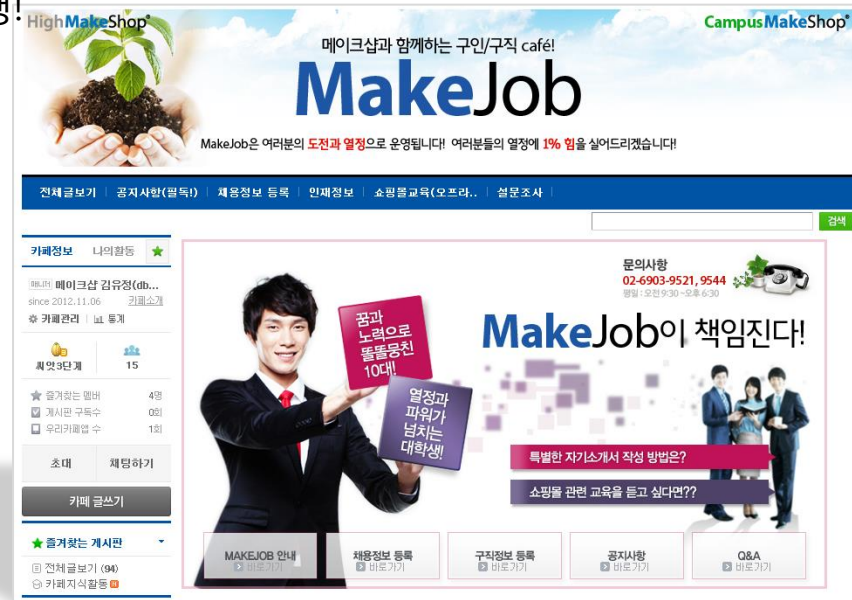 HighMakeShop®
CampusMakeShop®
메이크샵과 함께하는 구인/구직 café!
MakeJob
MakeJob은 여러분의 도전과 열정으로 운영됩니다! 여러분들의 열정에 1% 힘을 실어드리겠습니다!
전체글보기 공지사항(필독!) 채용정보 등록 인재정보 쇼핑몰교육(오프라.. 설문조사
검색
카페정보 나의활동
매니저 메이크샵 김유정(db...
since 2012.11.06 카페소개
카페관리 통계
씨앗3단계 15
즐겨찾는 멤버 4명
게시판 구독수 0회
우리카페앱 수 1회
초대 채팅하기
카페 글쓰기
즐겨찾는 게시판
전체글보기 (94)
카페지식활동
문의사항
02-6903-9521, 9544
평일 : 오전 9:30 ~오후 6:30
MakeJob이 책임진다!
꿈과
노력으로
똘똘뭉친
10대!
열정과
파워가
넘치는
대학생!
특별한 자기소개서 작성 방법은?
쇼핑몰 관련 교육을 듣고 싶다면??
MAKEJOB 안내
바로가기
채용정보 등록
바로가기
구직정보 등록
바로가기
공지사항
바로가기
Q&A
바로가기